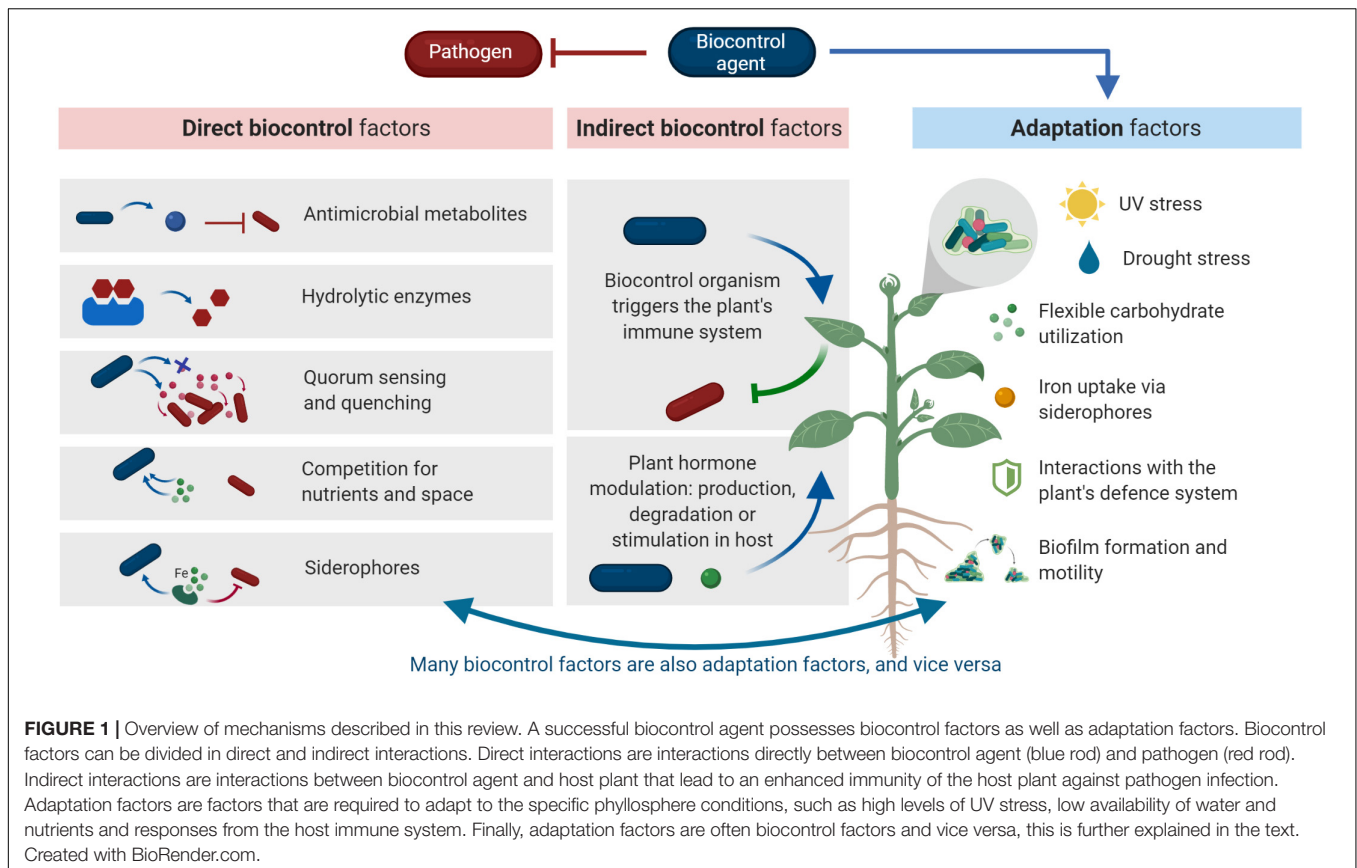 Pathogen
Biocontrol
agent
Direct biocontrol factors
Indirect biocontrol factors
Adaptation factors
Antimicrobial metabolites
Hydrolytic enzymes
Quorum sensing
and quenching
Competition for
nutrients and space
Fe
Siderophores
Biocontrol organism
triggers the plant's
immune system
Plant hormone
modulation: production,
degradation or
stimulation in host
UV stress
Drought stress
Flexible carbohydrate
utilization
Iron uptake via
siderophores
Interactions with the
plant's defence system
Biofilm formation and
motility
Many biocontrol factors are also adaptation factors, and vice versa
FIGURE 1 | Overview of mechanisms described in this review. A successful biocontrol agent possesses biocontrol factors as well as adaptation factors. Biocontrol
factors can be divided in direct and indirect interactions. Direct interactions are interactions directly between biocontrol agent (blue rod) and pathogen (red rod).
Indirect interactions are interactions between biocontrol agent and host plant that lead to an enhanced immunity of the host plant against pathogen infection.
Adaptation factors are factors that are required to adapt to the specific phyllosphere conditions, such as high levels of UV stress, low availability of water and
nutrients and responses from the host immune system. Finally, adaptation factors are often biocontrol factors and vice versa, this is further explained in the text.
Created with BioRender.com.